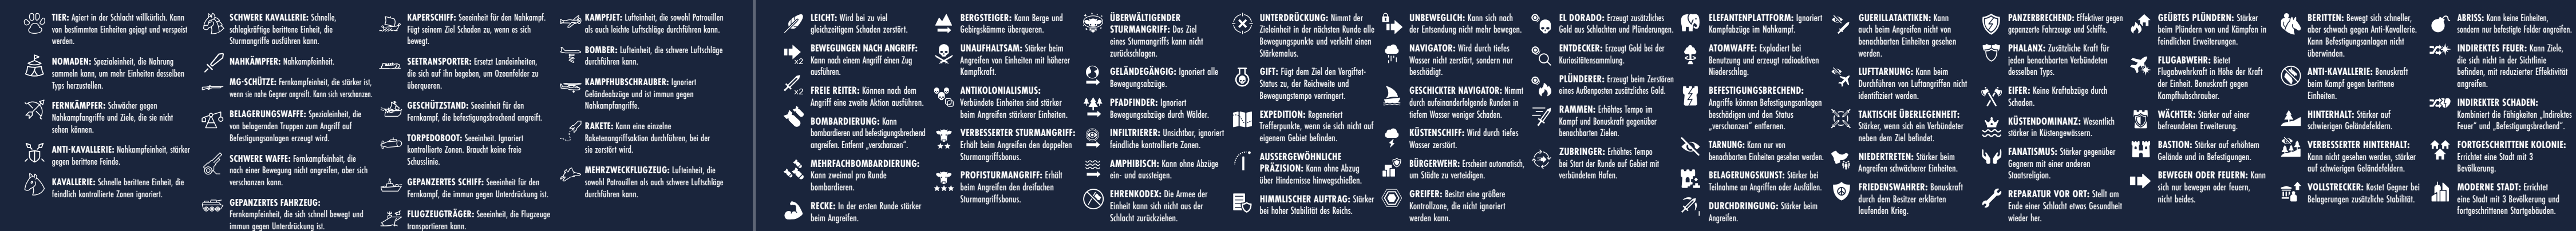 TIER: Agiert in der Schlacht willkürlich. Kann
von bestimmten Einheiten gejagt und verspeist
werden.
NOMADEN: Spezialeinheit, die Nahrung
sammeln kann, um mehr Einheiten desselben
Typs herzustellen.
FERNKÄMPFER: Schwächer gegen
Nahkampfangriffe und Ziele, die sie nicht
sehen können.
ANTI-KAVALLERIE: Nahkampfeinheit, stärker
gegen berittene Feinde.
KAVALLERIE: Schnelle berittene Einheit, die
feindlich kontrollierte Zonen ignoriert.
SCHWERE KAVALLERIE: Schnelle,
schlagkräftige berittene Einheit, die
Sturmangriffe ausführen kann.
NAHKÄMPFER: Nahkampfeinheit.
MG-SCHÜTZE: Fernkampfeinheit, die stärker ist,
wenn sie nahe Gegner angreift. Kann sich verschanzen.
BELAGERUNGSWAFFE: Spezialeinheit, die
von belagernden Truppen zum Angriff auf
Befestigungsanlagen erzeugt wird.
SCHWERE WAFFE: Fernkampfeinheit, die
nach einer Bewegung nicht angreifen, aber sich
verschanzen kann.
GEPANZERTES FAHRZEUG:
Fernkampfeinheit, die sich schnell bewegt und
immun gegen Unterdrückung ist.
KAPERSCHIFF: Seeeinheit für den Nahkampf.
Fügt seinem Ziel Schaden zu, wenn es sich
bewegt.
SEETRANSPORTER: Ersetzt Landeinheiten,
die sich auf ihn begeben, um Ozeanfelder zu
überqueren.
GESCHÜTZSTAND: Seeeinheit für den
Fernkampf, die befestigungsbrechend angreift.
TORPEDOBOOT: Seeeinheit. Ignoriert
kontrollierte Zonen. Braucht keine freie
Schusslinie.
GEPANZERTES SCHIFF: Seeeinheit für den
Fernkampf, die immun gegen Unterdrückung ist.
FLUGZEUGTRÄGER: Seeeinheit, die Flugzeuge
transportieren kann.
KAMPFJET: Lufteinheit, die sowohl Patrouillen
als auch leichte Luftschläge durchführen kann.
BOMBER: Lufteinheit, die schwere Luftschläge
durchführen kann.
KAMPFHUBSCHRAUBER: Ignoriert
Geländeabzüge und ist immun gegen
Nahkampfangriffe.
RAKETE: Kann eine einzelne
Raketenangriffsaktion durchführen, bei der
sie zerstört wird.
MEHRZWECKFLUGZEUG: Lufteinheit, die
sowohl Patrouillen als auch schwere Luftschläge
durchführen kann.
LEICHT: Wird bei zu viel
gleichzeitigem Schaden zerstört.
x2
BEWEGUNGEN NACH ANGRIFF:
Kann nach einem Angriff einen Zug
ausführen.
x2
FREIE REITER: Können nach dem
Angriff eine zweite Aktion ausführen.
BOMBARDIERUNG: Kann
bombardieren und befestigungsbrechend
angreifen. Entfernt „verschanzen“.
MEHRFACHBOMBARDIERUNG:
Kann zweimal pro Runde
bombardieren.
RECKE: In der ersten Runde stärker
beim Angreifen.
BERGSTEIGER: Kann Berge und
Gebirgskämme überqueren.
UNAUFHALTSAM: Stärker beim
Angreifen von Einheiten mit höherer
Kampfkraft.
ANTIKOLONIALISMUS:
Verbündete Einheiten sind stärker
beim Angreifen stärkerer Einheiten.
VERBESSERTER STURMANGRIFF:
Erhält beim Angreifen den doppelten
Sturmangriffsbonus.
PROFISTURMANGRIFF: Erhält
beim Angreifen den dreifachen
Sturmangriffsbonus.
ÜBERWÄLTIGENDER
STURMANGRIFF: Das Ziel
eines Sturmangriffs kann nicht
zurückschlagen.
GELÄNDEGÄNGIG: Ignoriert alle
Bewegungsabzüge.
PFADFINDER: Ignoriert
Bewegungsabzüge durch Wälder.
INFILTRIERER: Unsichtbar, ignoriert
feindliche kontrollierte Zonen.
AMPHIBISCH: Kann ohne Abzüge
ein- und aussteigen.
EHRENKODEX: Die Armee der
Einheit kann sich nicht aus der
Schlacht zurückziehen.
UNTERDRÜCKUNG: Nimmt der
Zieleinheit in der nächsten Runde alle
Bewegungspunkte und verleiht einen
Stärkemalus.
GIFT: Fügt dem Ziel den Vergiftet-
Status zu, der Reichweite und
Bewegungstempo verringert.
EXPEDITION: Regeneriert
Trefferpunkte, wenn sie sich nicht auf
eigenem Gebiet befinden.
AUSSERGEWÖHNLICHE
PRÄZISION: Kann ohne Abzug
über Hindernisse hinwegschießen.
HIMMLISCHER AUFTRAG: Stärker
bei hoher Stabilität des Reichs.
UNBEWEGLICH: Kann sich nach
der Entsendung nicht mehr bewegen.
NAVIGATOR: Wird durch tiefes
Wasser nicht zerstört, sondern nur
beschädigt.
GESCHICKTER NAVIGATOR: Nimmt
durch aufeinanderfolgende Runden in
tiefem Wasser weniger Schaden.
KÜSTENSCHIFF: Wird durch tiefes
Wasser zerstört.
BÜRGERWEHR: Erscheint automatisch,
um Städte zu verteidigen.
GREIFER: Besitzt eine größere
Kontrollzone, die nicht ignoriert
werden kann.
EL DORADO: Erzeugt zusätzliches
Gold aus Schlachten und Plünderungen.
ENTDECKER: Erzeugt Gold bei der
Kuriositätensammlung.
PLÜNDERER: Erzeugt beim Zerstören
eines Außenposten zusätzliches Gold.
RAMMEN: Erhöhtes Tempo im
Kampf und Bonuskraft gegenüber
benachbarten Zielen.
ZUBRINGER: Erhöhtes Tempo
bei Start der Runde auf Gebiet mit
verbündetem Hafen.
ELEFANTENPLATTFORM: Ignoriert
Kampfabzüge im Nahkampf.
ATOMWAFFE: Explodiert bei
Benutzung und erzeugt radioaktiven
Niederschlag.
BEFESTIGUNGSBRECHEND:
Angriffe können Befestigungsanlagen
beschädigen und den Status
„verschanzen“ entfernen.
TARNUNG: Kann nur von
benachbarten Einheiten gesehen werden.
BELAGERUNGSKUNST: Stärker bei
Teilnahme an Angriffen oder Ausfällen.
DURCHDRINGUNG: Stärker beim
Angreifen.
GUERILLATAKTIKEN: Kann
auch beim Angreifen nicht von
benachbarten Einheiten gesehen
werden.
LUFTTARNUNG: Kann beim
Durchführen von Luftangriffen nicht
identifiziert werden.
TAKTISCHE ÜBERLEGENHEIT:
Stärker, wenn sich ein Verbündeter
neben dem Ziel befindet.
NIEDERTRETEN: Stärker beim
Angreifen schwächerer Einheiten.
FRIEDENSWAHRER: Bonuskraft
durch dem Besitzer erklärten
laufenden Krieg.
PANZERBRECHEND: Effektiver gegen
gepanzerte Fahrzeuge und Schiffe.
PHALANX: Zusätzliche Kraft für
jeden benachbarten Verbündeten
desselben Typs.
EIFER: Keine Kraftabzüge durch
Schaden.
KÜSTENDOMINANZ: Wesentlich
stärker in Küstengewässern.
FANATISMUS: Stärker gegenüber
Gegnern mit einer anderen
Staatsreligion.
REPARATUR VOR ORT: Stellt am
Ende einer Schlacht etwas Gesundheit
wieder her.
GEÜBTES PLÜNDERN: Stärker
beim Plündern von und Kämpfen in
feindlichen Erweiterungen.
FLUGABWEHR: Bietet
Flugabwehrkraft in Höhe der Kraft
der Einheit. Bonuskraft gegen
Kampfhubschrauber.
WÄCHTER: Stärker auf einer
befreundeten Erweiterung.
BASTION: Stärker auf erhöhtem
Gelände und in Befestigungen.
BEWEGEN ODER FEUERN: Kann
sich nur bewegen oder feuern,
nicht beides.
BERITTEN: Bewegt sich schneller,
aber schwach gegen Anti-Kavallerie.
Kann Befestigungsanlagen nicht
überwinden.
ANTI-KAVALLERIE: Bonuskraft
beim Kampf gegen berittene
Einheiten.
HINTERHALT: Stärker auf
schwierigen Geländefeldern.
VERBESSERTER HINTERHALT:
Kann nicht gesehen werden, stärker
auf schwierigen Geländefeldern.
VOLLSTRECKER: Kostet Gegner bei
Belagerungen zusätzliche Stabilität.
ABRISS: Kann keine Einheiten,
sondern nur befestigte Felder angreifen.
INDIREKTES FEUER: Kann Ziele,
die sich nicht in der Sichtlinie
befinden, mit reduzierter Effektivität
angreifen.
INDIREKTER SCHADEN:
Kombiniert die Fähigkeiten „Indirektes
Feuer“ und „Befestigungsbrechend“.
FORTGESCHRITTENE KOLONIE:
Errichtet eine Stadt mit 3
Bevölkerung.
MODERNE STADT: Errichtet
eine Stadt mit 3 Bevölkerung und
fortgeschrittenen Startgebäuden.